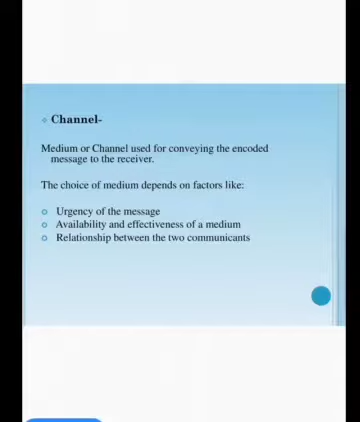 Channel-
Medium or Channel used for conveying the encoded
message to the receiver.
The choice of medium depends on factors like:
Urgency of the message
Availability and effectiveness of a medium
Relationship between the two communicants